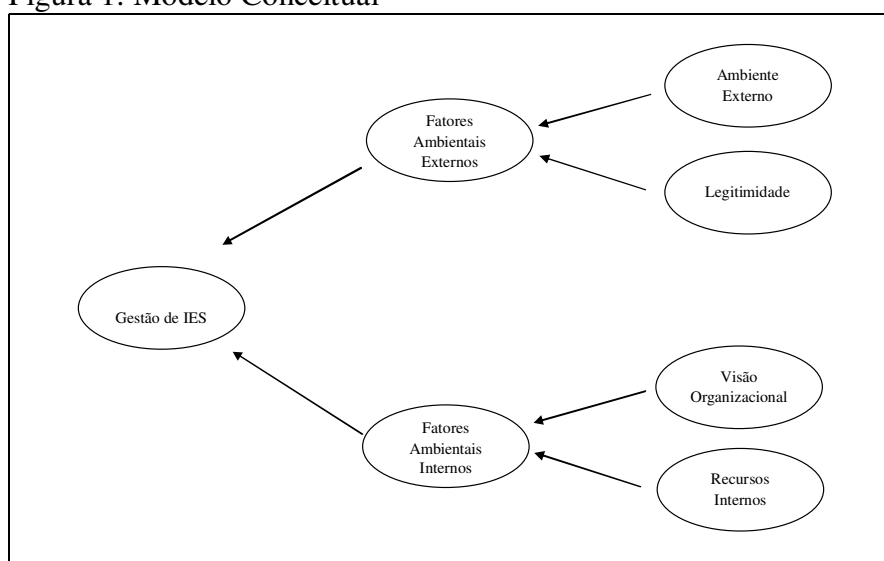 Figura 1: Modelo Conceitual
Ambiente
Externo
Fatores
Ambientais
Externos
Legitimidade
Gestão de IES
Visão
Organizacional
Fatores
Ambientais
Internos
Recursos
Internos